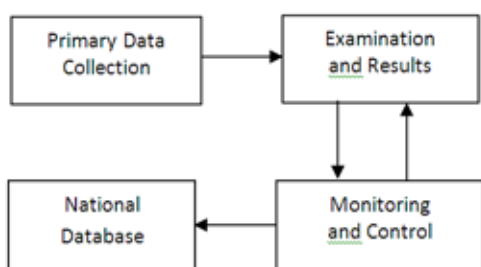 Primary Data
Collection
Examination
and Results
National
Database
Monitoring
and Control